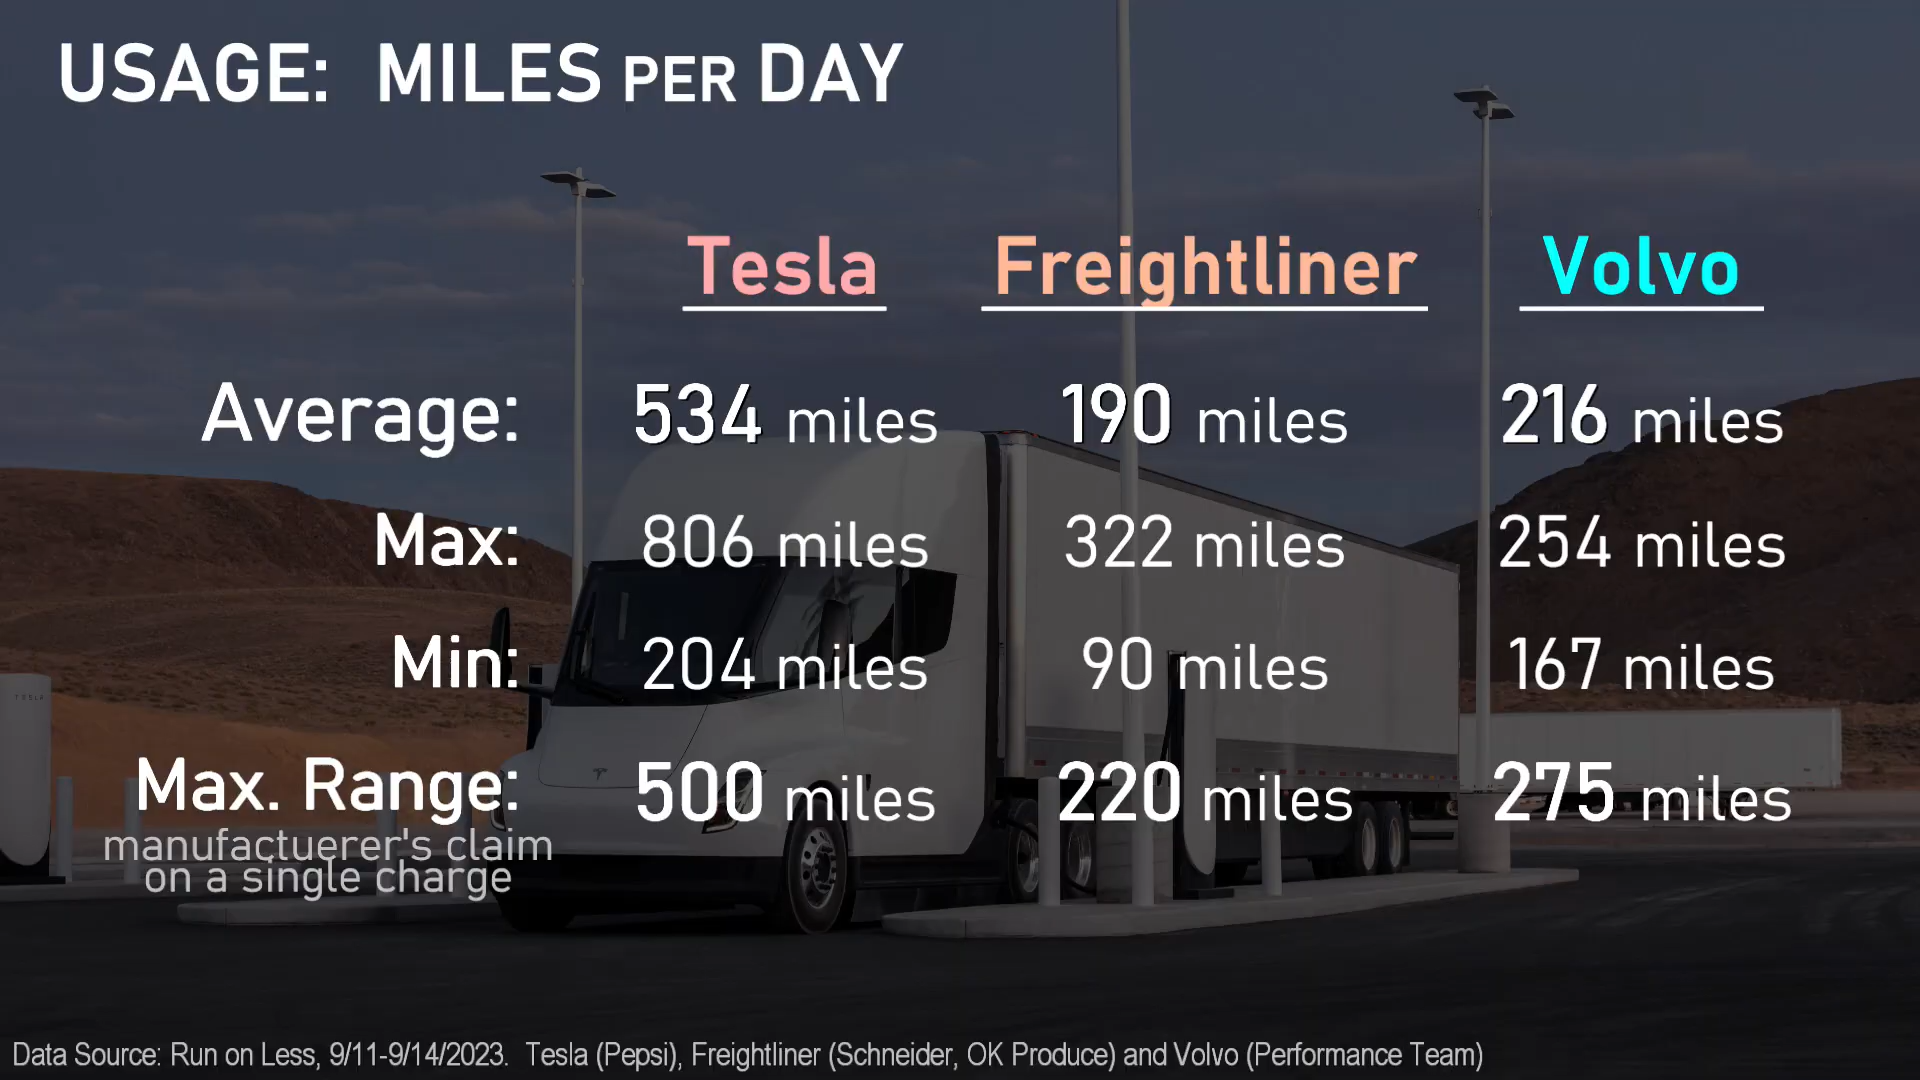 USAGE: MILES PER DAY
Tesla Freightliner Volvo
Average: 534 miles 190 miles 216 miles
Max: 806 miles 322 miles 254 miles
Min: 204 miles 90 miles 167 miles
Max. Range: 500 miles 220 miles 275 miles
manufactuerer's claim
on a single charge
TESLA
Data Source: Run on Less, 9/11-9/14/2023. Tesla (Pepsi), Freightliner (Schneider, OK Produce) and Volvo (Performance Team)